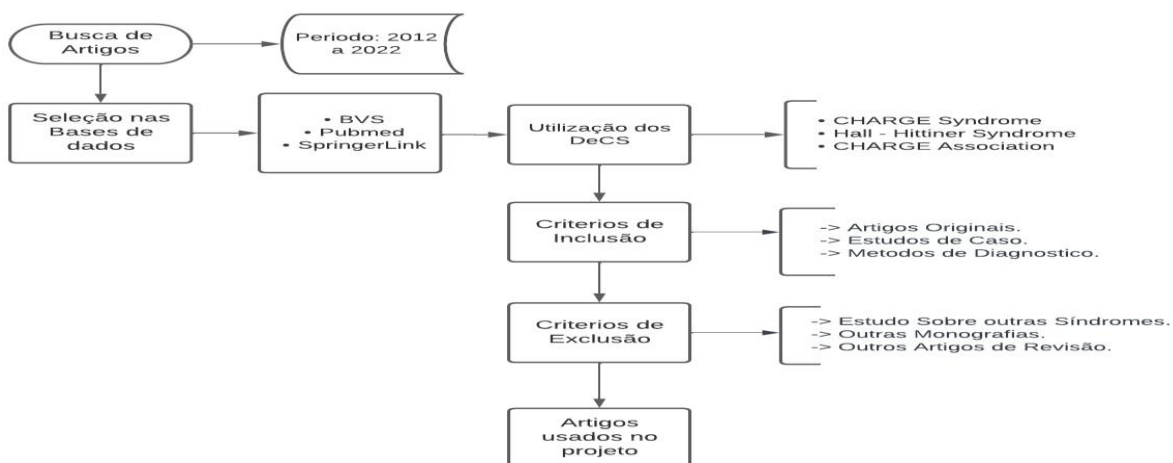 Busca de
Artigos
Periodo: 2012
a 2022
Seleção nas
Bases de
dados
• BVS
• Pubmed
• SpringerLink
Utilização dos
DeCS
• CHARGE Syndrome
• Hall - Hittiner Syndrome
• CHARGE Association
Criterios de
Inclusão
-> Artigos Originais.
-> Estudos de Caso.
-> Metodos de Diagnostico.
Criterios de
Exclusão
-> Estudo Sobre outras Síndromes.
-> Outras Monografias.
-> Outros Artigos de Revisão.
Artigos
usados no
projeto